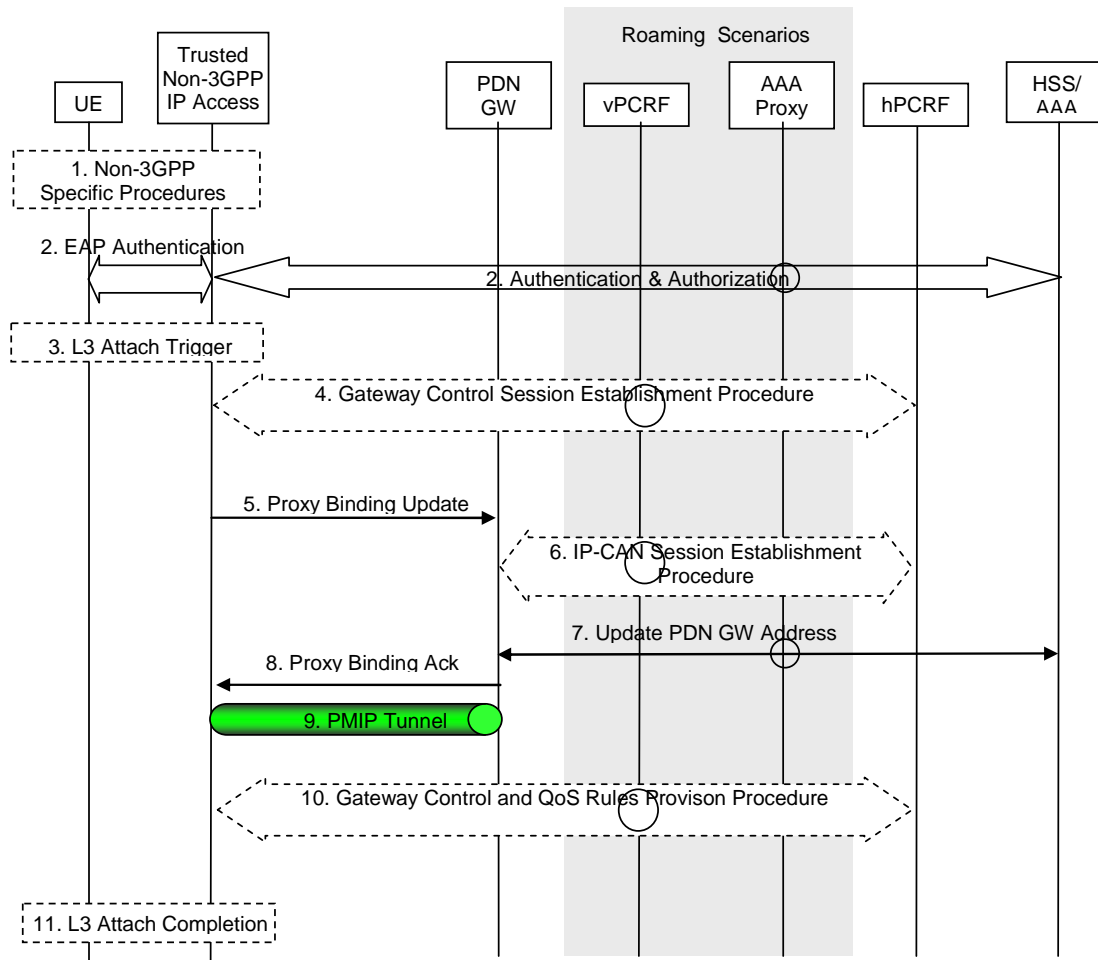 Roaming Scenarios
UE
Trusted
Non-3GPP
IP Access
PDN
GW
vPCRF
AAA
Proxy
hPCRF
HSS/
AAA
1. Non-3GPP
Specific Procedures
2. EAP Authentication
2. Authentication & Authorization
3. L3 Attach Trigger
4. Gateway Control Session Establishment Procedure
5. Proxy Binding Update
6. IP-CAN Session Establishment
Procedure
7. Update PDN GW Address
8. Proxy Binding Ack
9. PMIP Tunnel
10. Gateway Control and QoS Rules Provison Procedure
11. L3 Attach Completion